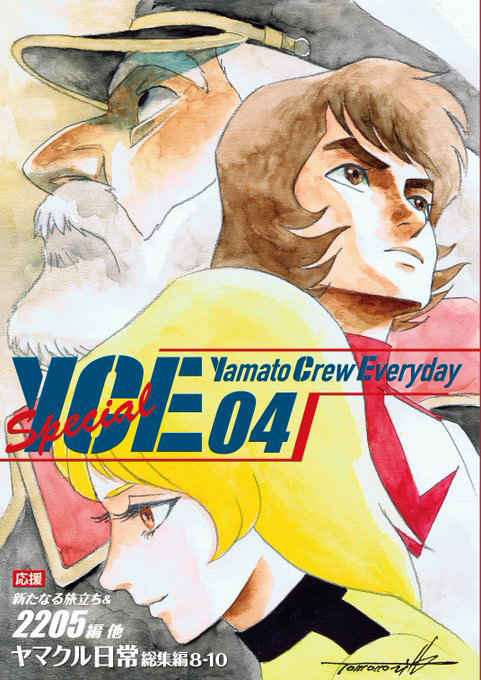 Yamato Crew Everyday
YCE 04
Special
応援
新たなる旅立ち&
2205編 他
ヤマクル日常 総集編8-10